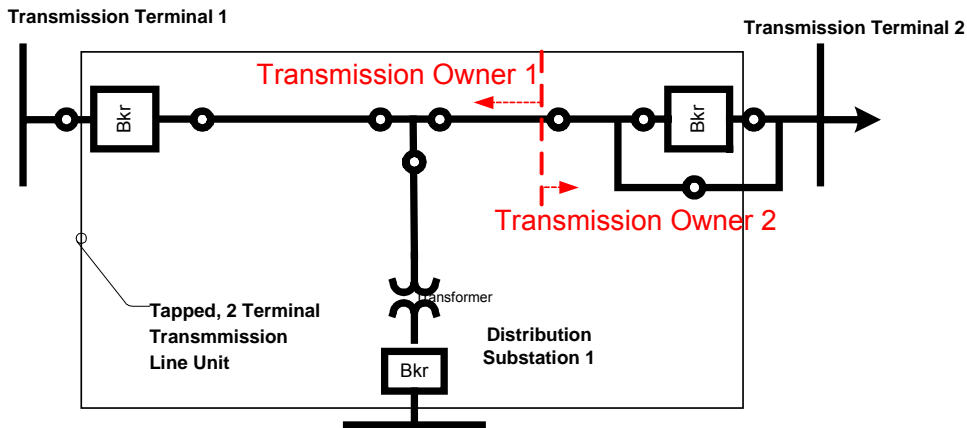 Transmission Terminal 1
Transmission Terminal 2
Transmission Owner 1
Bkr
Bkr
Transmission Owner 2
Transformer
Tapped, 2 Terminal
Transmmission
Line Unit
Distribution
Substation 1
Bkr